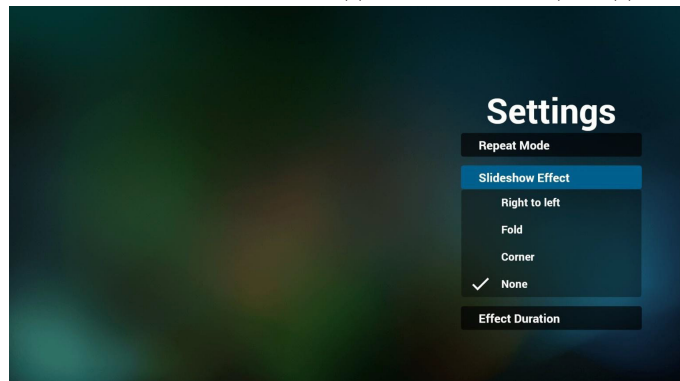 Settings
Repeat Mode
Slideshow Effect
Right to left
Fold
Corner
None
Effect Duration